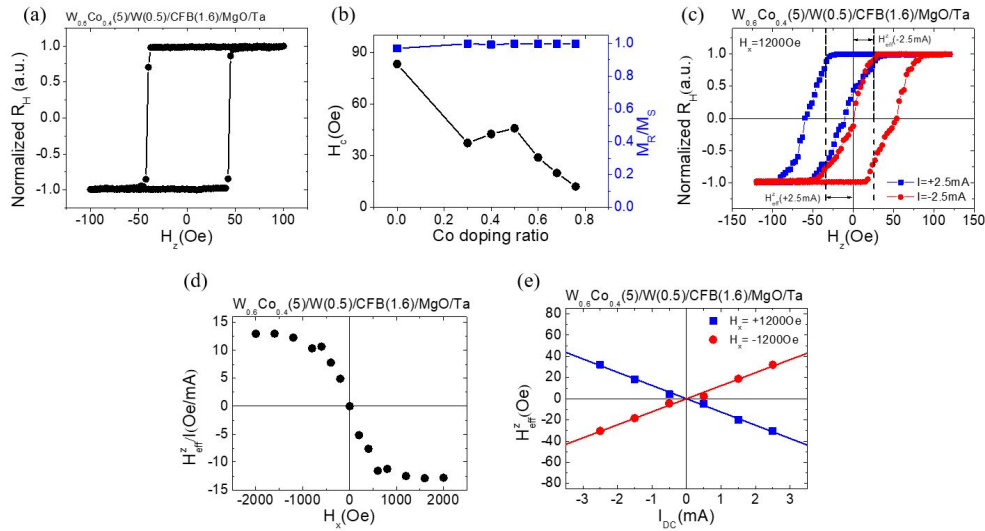 (a)
W0.6Co0.4(5)/W(0.5)/CFB(1.6)/MgO/Ta
Normalized RH (a.u.)
1.0
0.5
0.0
-0.5
-1.0
-100 -50 0 50 100
Hz(Oe)
(b)
Hc(Oe)
90
60
30
0
MR/MS
1.0
0.8
0.6
0.4
0.2
0.0
0.0 0.2 0.4 0.6 0.8
Co doping ratio
(c)
W0.6Co0.4(5)/W(0.5)/CFB(1.6)/MgO/Ta
Hx=1200Oe
Hzeff(-2.5mA)
Normalized RH (a.u.)
1.0
0.5
0.0
-0.5
-1.0
Hzeff(+2.5mA)
I=+2.5mA
I=-2.5mA
-150 -100 -50 0 50 100 150
Hz(Oe)
(d)
W0.6Co0.4(5)/W(0.5)/CFB(1.6)/MgO/Ta
Hzeff/I(Oe/mA)
15
10
5
0
-5
-10
-15
-2000 -1000 0 1000 2000
Hx(Oe)
(e)
W0.6Co0.4(5)/W(0.5)/CFB(1.6)/MgO/Ta
Hx= +1200Oe
Hx= -1200Oe
Hzeff(Oe)
80
60
40
20
0
-20
-40
-60
-80
-3 -2 -1 0 1 2 3
IDC(mA)